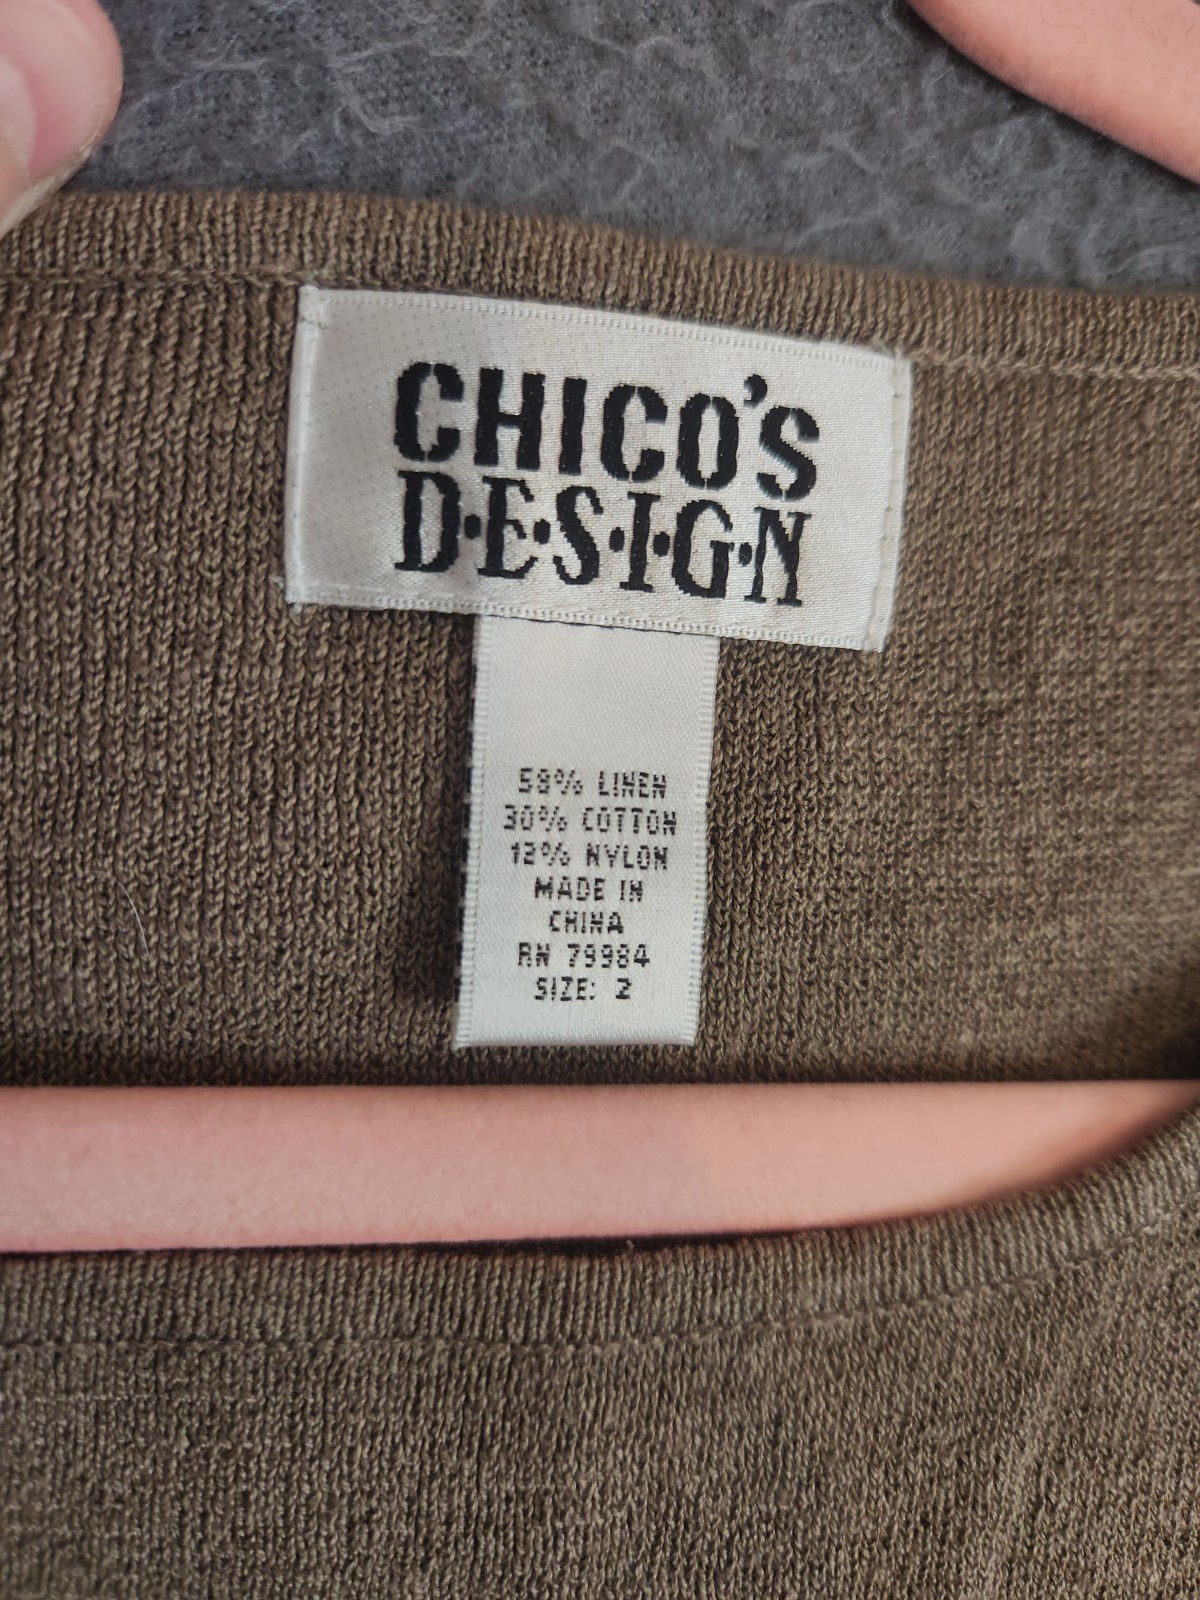 CHICO'S
D·E·S·I·G·N
58% LINEN
30% COTTON
12% NYLON
MADE IN
CHINA
RN 79984
SIZE: 2